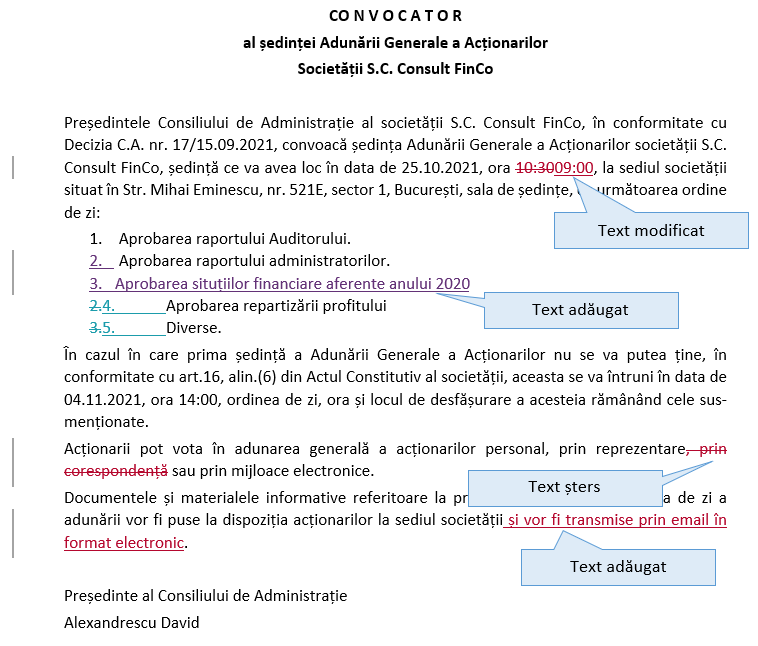 CO N V O C A T O R
al ședinței Adunării Generale a Acționarilor
Societății S.C. Consult FinCo
Președintele Consiliului de Administrație al societății S.C. Consult FinCo, în conformitate cu
Decizia C.A. nr. 17/15.09.2021, convoacă ședința Adunării Generale a Acționarilor societății S.C.
Consult FinCo, ședință ce va avea loc în data de 25.10.2021, ora 10:3009:00, la sediul societății
situat în Str. Mihai Eminescu, nr. 521E, sector 1, București, sala de ședințe, următoarea ordine
de zi:
Text modificat
1. Aprobarea raportului Auditorului.
2. Aprobarea raportului administratorilor.
3. Aprobarea situțiilor financiare aferente anului 2020
2.4. Aprobarea repartizării profitului
Text adăugat
3.5. Diverse.
În cazul în care prima ședință a Adunării Generale a Acționarilor nu se va putea ține, în
conformitate cu art.16, alin.(6) din Actul Constitutiv al societății, aceasta se va întruni în data de
04.11.2021, ora 14:00, ordinea de zi, ora și locul de desfășurare a acesteia rămânând cele sus-
menționate.
Acționarii pot vota în adunarea generală a acționarilor personal, prin reprezentare, prin
corespondență sau prin mijloace electronice.
Text șters
Documentele și materialele informative referitoare la a de zi a
adunării vor fi puse la dispoziția acționarilor la sediul societății și vor fi transmise prin email în
format electronic.
Text adăugat
Președinte al Consiliului de Administrație
Alexandrescu David